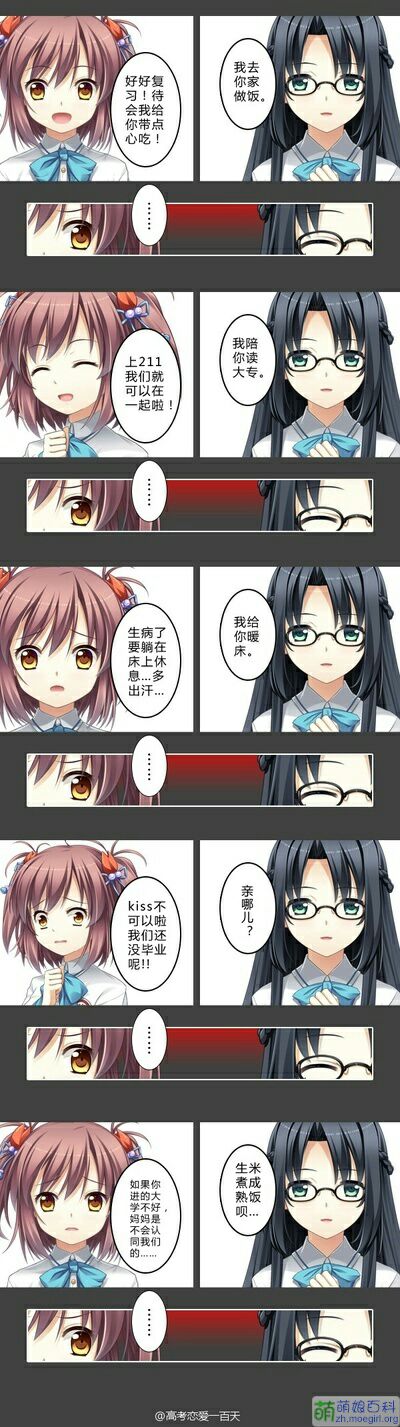 好好复
习！待
会我给
你带点
心吃！
我去
你家
做饭。
……
上211
我们就
可以在
一起啦！
我陪
你读
大专。
……
生病了
要躺在
床上休
息...多
出汗...
我给
你暖
床。
……
kiss不
可以啦
我们还
没毕业
呢!!
亲
哪儿？
……
如果你
进的大
学不好，
妈妈是
不会认
同我们
的......
生米
煮成
熟饭
呗...
……
@高考恋爱一百天
萌 萌娘百科
zh.moegirl.org